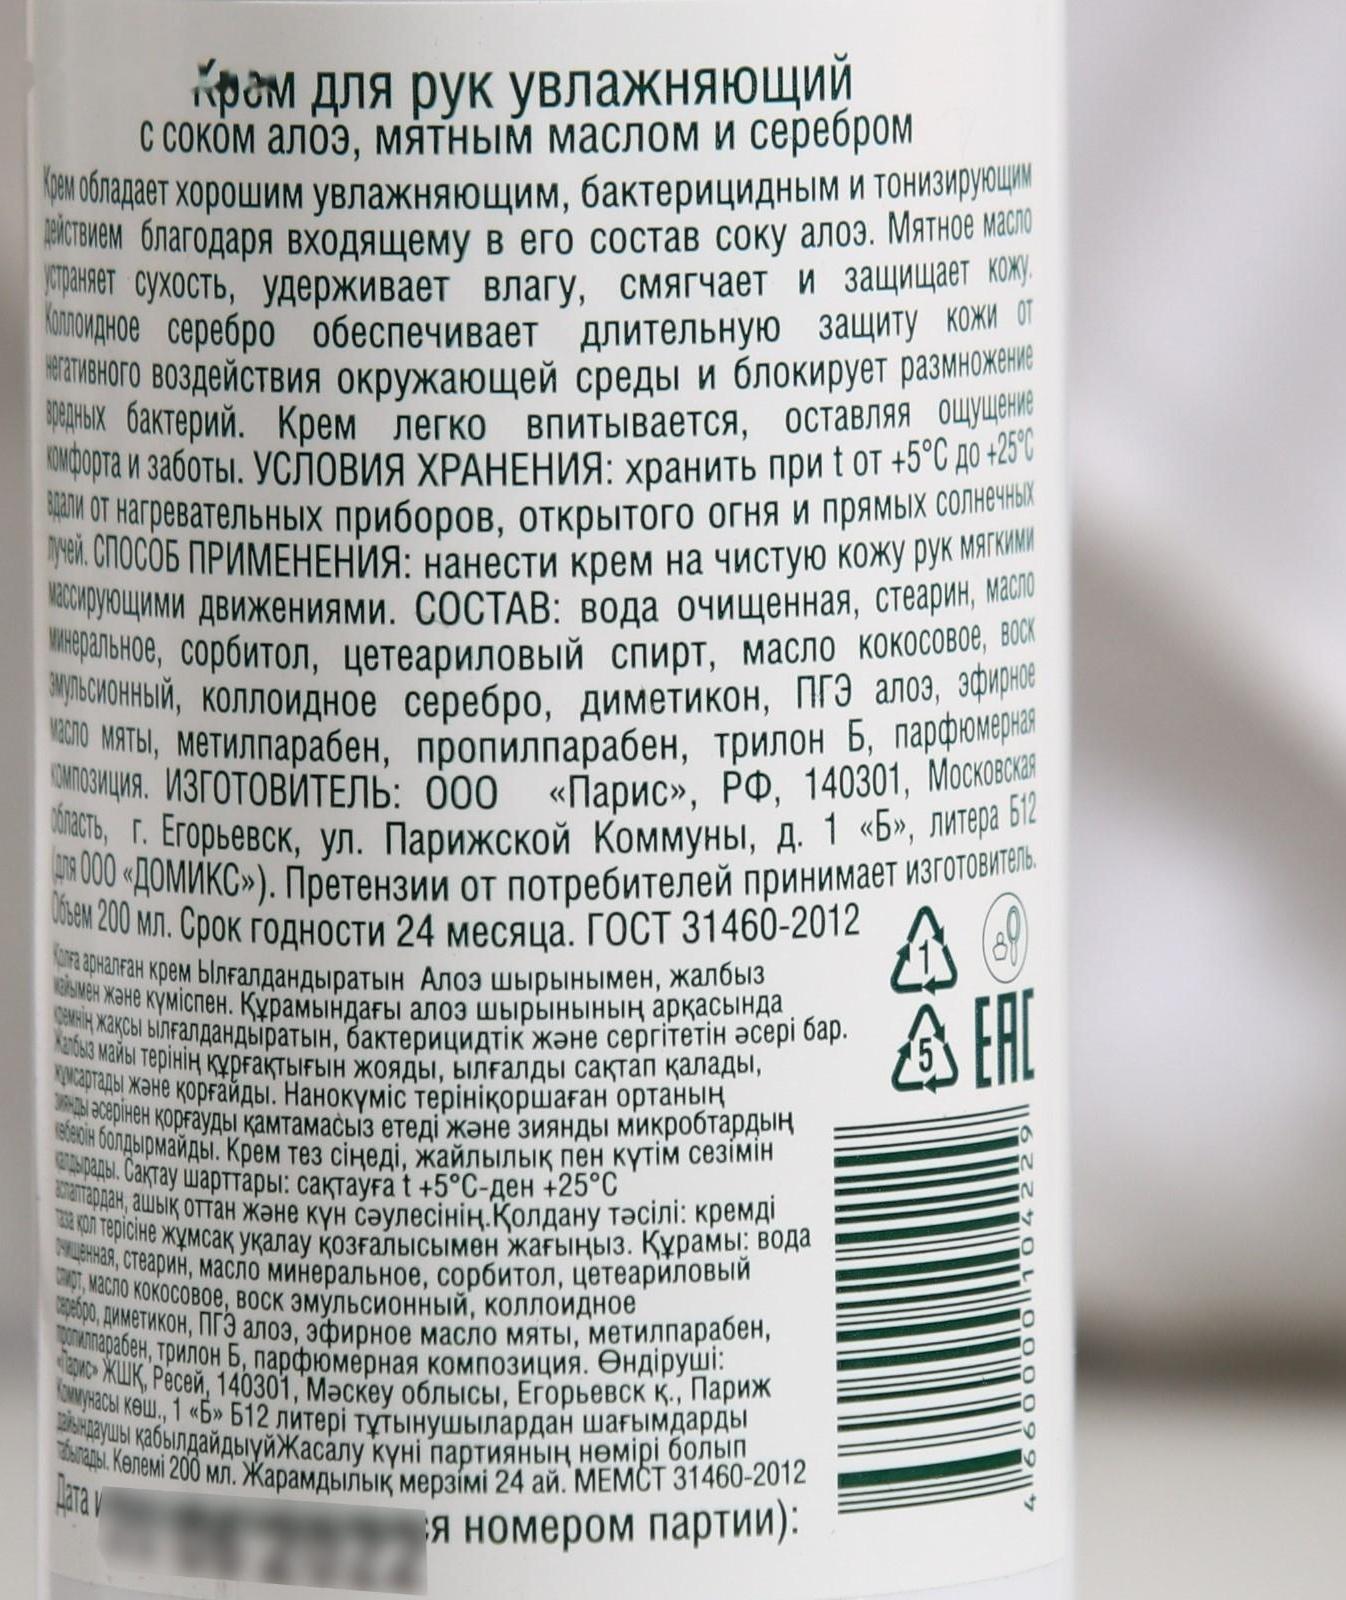 Крем для рук увлажняющий
с соком алоэ, мятным маслом и серебром
Крем обладает хорошим увлажняющим, бактерицидным и тонизирующим
действием благодаря входящему в его состав соку алоэ. Мятное масло
устраняет сухость, удерживает влагу, смягчает и защищает кожу.
Коллоидное серебро обеспечивает длительную защиту кожи от
негативного воздействия окружающей среды и блокирует размножение
вредных бактерий. Крем легко впитывается, оставляя ощущение
комфорта и заботы. УСЛОВИЯ ХРАНЕНИЯ: хранить при t от +5°C до +25°C
вдали от нагревательных приборов, открытого огня и прямых солнечных
лучей. СПОСОБ ПРИМЕНЕНИЯ: нанести крем на чистую кожу рук мягкими
массирующими движениями. СОСТАВ: вода очищенная, стеарин, масло
минеральное, сорбитол, цетеариловый спирт, масло кокосовое, воск
эмульсионный, коллоидное серебро, диметикон, ПГЭ алоэ, эфирное
масло мяты, метилпарабен, пропилпарабен, трилон Б, парфюмерная
композиция. ИЗГОТОВИТЕЛЬ: ООО «Парис», РФ, 140301, Московская
область, г. Егорьевск, ул. Парижской Коммуны, д. 1 «Б», литера Б12
(для ООО «ДОМИКС»). Претензии от потребителей принимает изготовитель.
Объем 200 мл. Срок годности 24 месяца. ГОСТ 31460-2012
Қолға арналған крем Ылғалдандыратын Алоэ шырынымен, жалбыз
майымен және күміспен. Құрамындағы алоэ шырынының арқасында
кремнің жақсы ылғалдандыратын, бактерицидтік және сергітетін әсері бар.
Жалбыз майы терінің құрғақтығын жояды, ылғалды сақтап қалады,
жұмсартады және қорғайды. Нанокүміс терініқоршаған ортаның
зиянды әсерінен қорғауды қамтамасыз етеді және зиянды микробтардың
көбеюін болдырмайды. Крем тез сіңеді, жайлылық пен күтім сезімін
қалдырады. Сақтау шарттары: сақтауға t +5°C-ден +25°C
аспаптардан, ашық оттан және күн сәулесінің.Қолдану тәсілі: кремді
таза қол терісіне жұмсақ уқалау қозғалысымен жағыңыз. Құрамы: вода
очищенная, стеарин, масло минеральное, сорбитол, цетеариловый
спирт, масло кокосовое, воск эмульсионный, коллоидное
серебро, диметикон, ПГЭ алоэ, эфирное масло мяты, метилпарабен,
пропилпарабен, трилон Б, парфюмерная композиция. Өндіруші:
«Парис» ЖШҚ, Ресей, 140301, Мәскеу облысы, Егорьевск қ., Париж
Коммунасы көш., 1 «Б» Б12 литері тұтынушылардан шағымдарды
дайындаушы қабылдайдыүйЖасалу күні партияның нөмірі болып
табылады. Көлемі 200 мл. Жарамдылық мерзімі 24 ай. МЕМСТ 31460-2012
Дата и
ся номером партии):
1
5
EAC
4660000104229